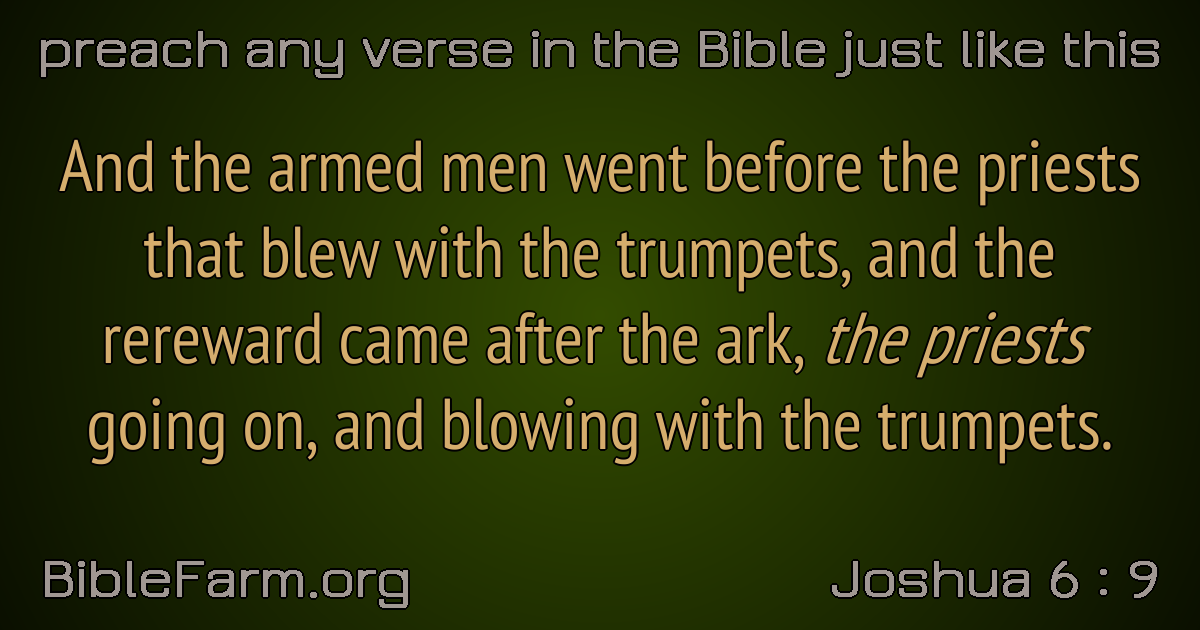 preach any verse in the Bible just like this
And the armed men went before the priests
that blew with the trumpets, and the
rereward came after the ark, the priests
going on, and blowing with the trumpets.
BibleFarm.org
Joshua 6 : 9